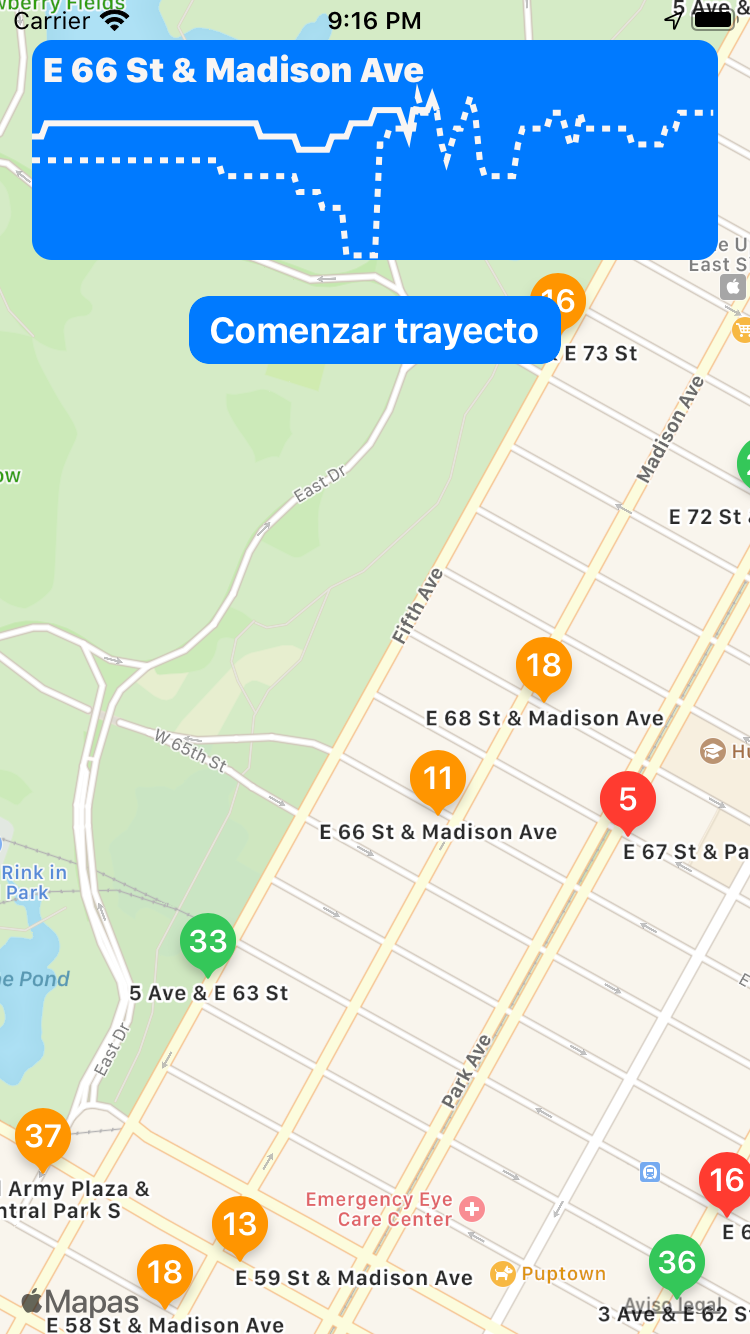 wberry Fields
5 Ave &
Carrier
9:16 PM
E 66 St & Madison Ave
e U
East S
16
Comenzar trayecto
E 73 St
Madison Ave
ow
East Dr
E 72 St &
Fifth Ave
18
E 68 St & Madison Ave
W 65th St
Hu
11
5
E 66 St & Madison Ave
E 67 St & Pa
Rink in
Park
33
e Pond
5 Ave & E 63 St
East Dr
Park Ave
37
Army Plaza &
ntral Park S
16
Emergency Eye
Care Center
13
E 6
36
E 59 St & Madison Ave
Puptown
18
Mapas
Aviso legal
3 Ave & E 62 S
E 58 St & Madison Ave